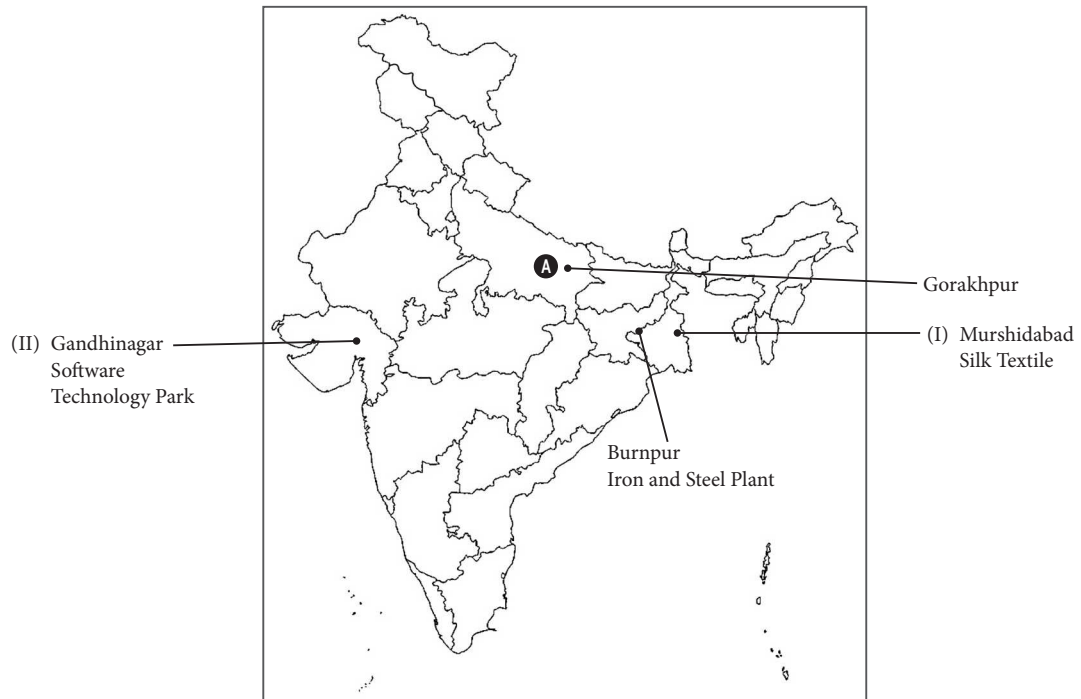 A
Gorakhpur
(II) Gandhinagar
Software
Technology Park
(I) Murshidabad
Silk Textile
Burnpur
Iron and Steel Plant